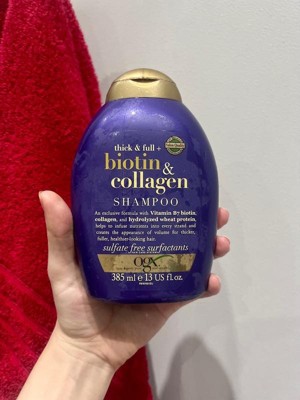 thick & full +
biotin &
collagen
SHAMPOO
An exclusive formula with Vitamin B7 biotin,
collagen, and hydrolyzed wheat protein,
helps to infuse moisture into every strand and
creates the appearance of volume for thicker,
fuller, healthier-looking hair.
sulfate free surfactants
ogx
385 ml e 13 US fl. oz.